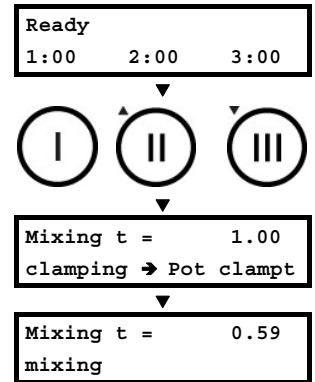 Ready
1:00 2:00 3:00
I II III
Mixing t = 1.00
clamping ➔ Pot clampt
Mixing t = 0.59
mixing